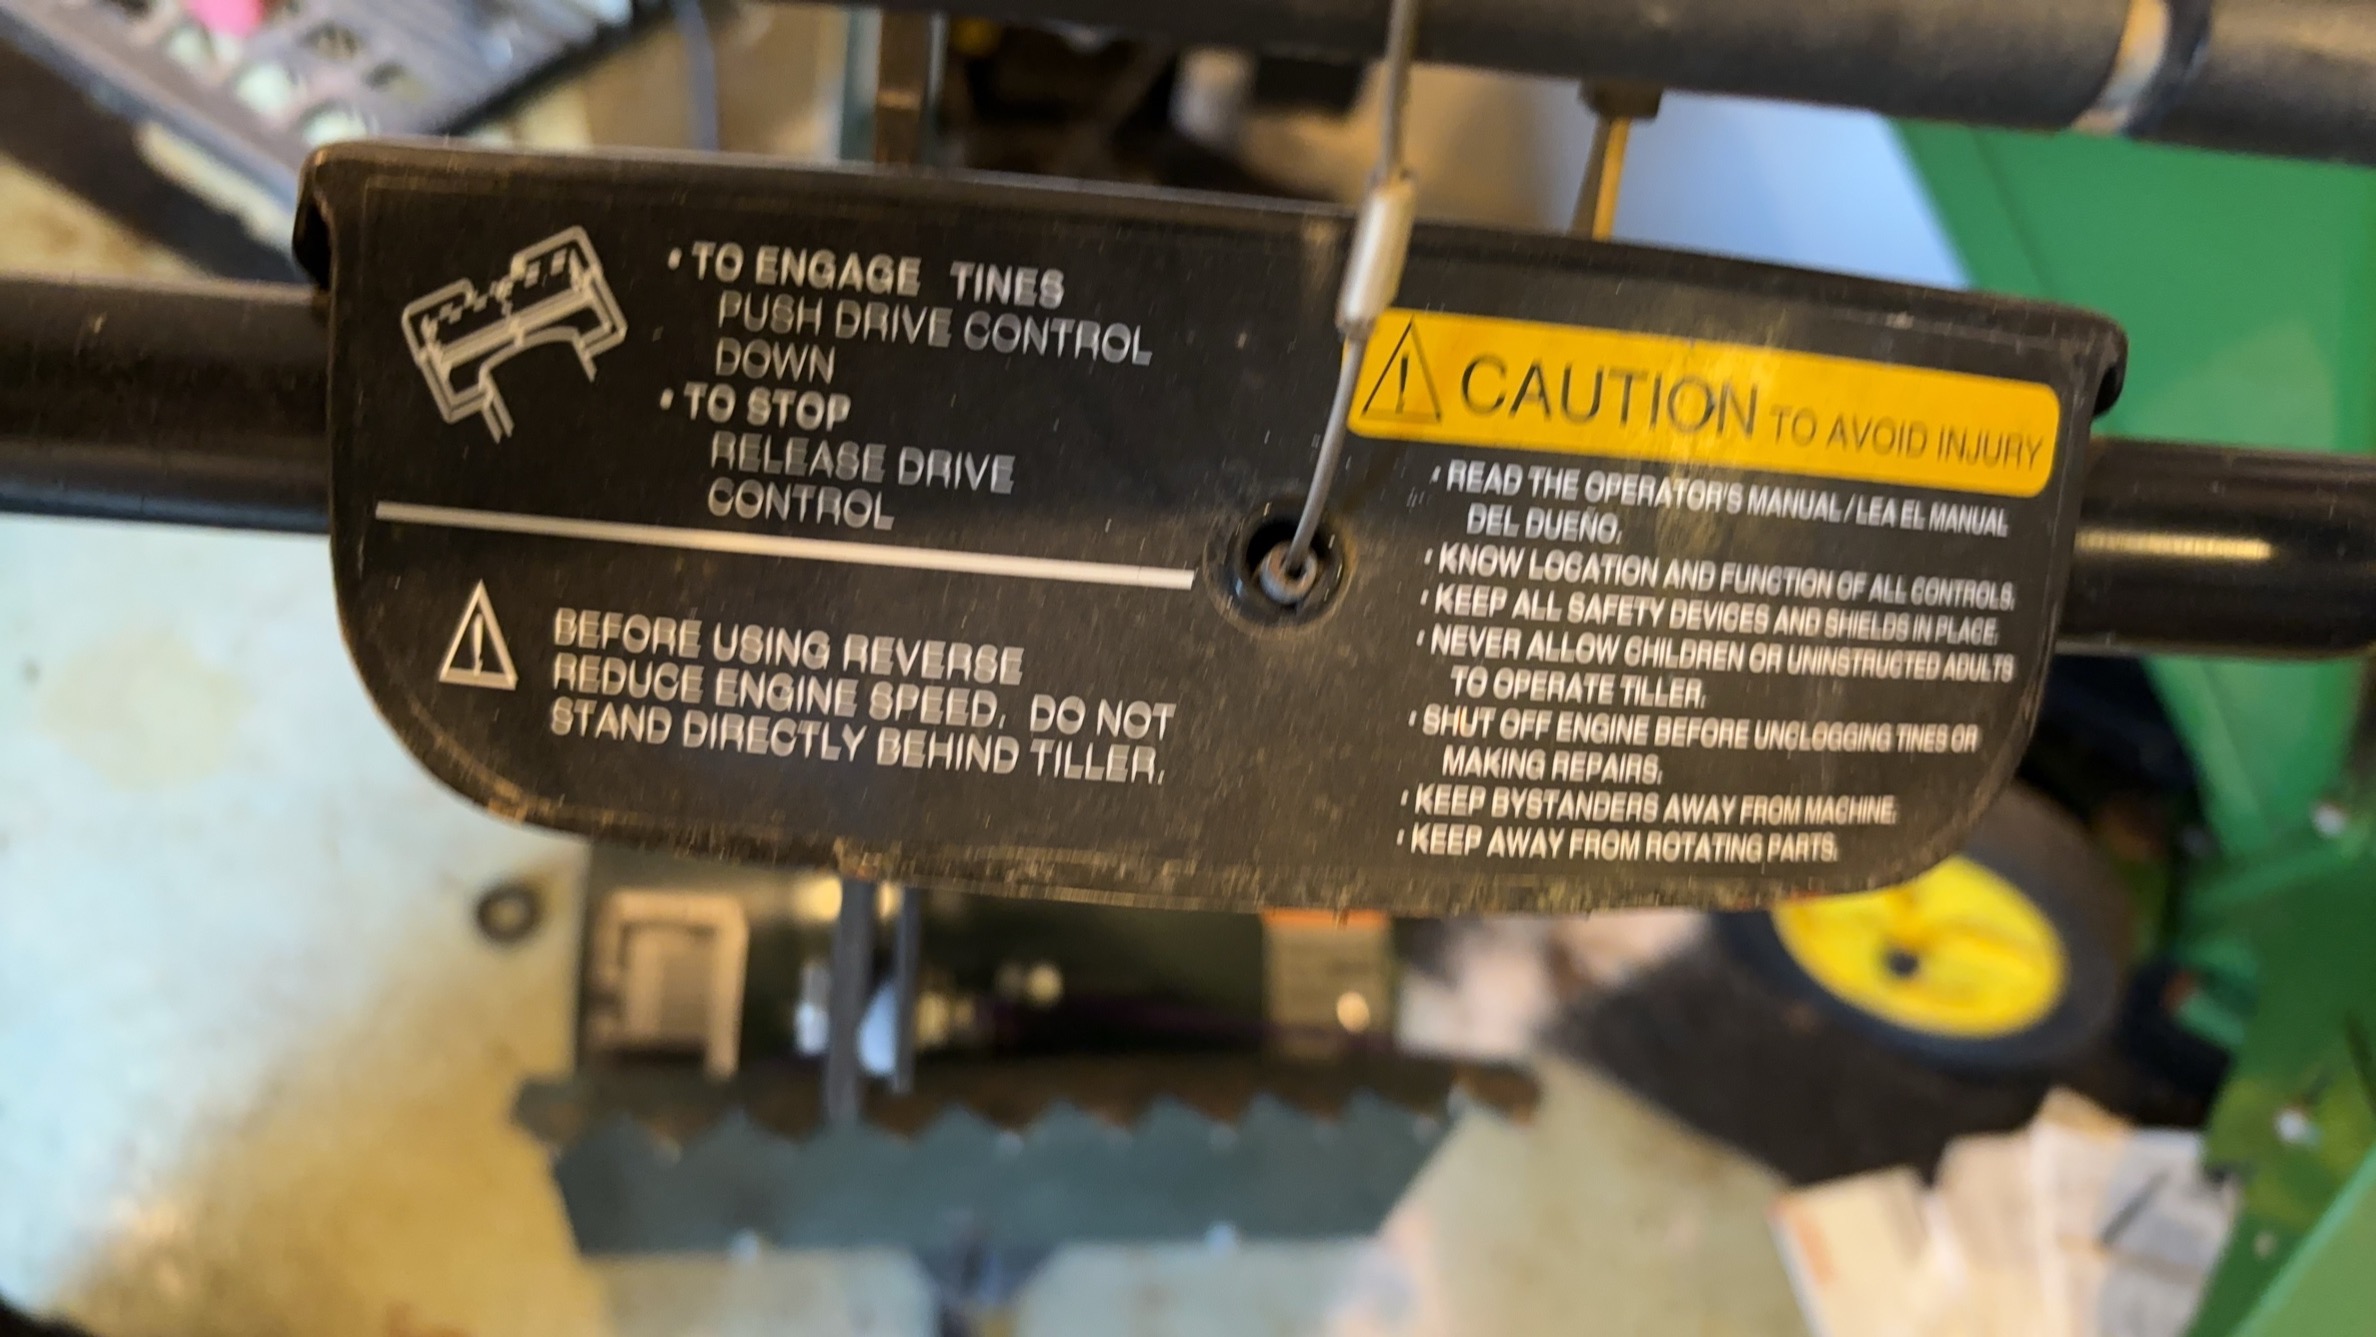 • TO ENGAGE TINES
PUSH DRIVE CONTROL
DOWN
• TO STOP
RELEASE DRIVE
CONTROL
BEFORE USING REVERSE
REDUCE ENGINE SPEED. DO NOT
STAND DIRECTLY BEHIND TILLER.
CAUTION TO AVOID INJURY
• READ THE OPERATOR'S MANUAL / LEA EL MANUAL
DEL DUEÑO.
• KNOW LOCATION AND FUNCTION OF ALL CONTROLS.
• KEEP ALL SAFETY DEVICES AND SHIELDS IN PLACE.
• NEVER ALLOW CHILDREN OR UNINSTRUCTED ADULTS
TO OPERATE TILLER.
• SHUT OFF ENGINE BEFORE UNCLOGGING TINES OR
MAKING REPAIRS.
• KEEP BYSTANDERS AWAY FROM MACHINE.
• KEEP AWAY FROM ROTATING PARTS.